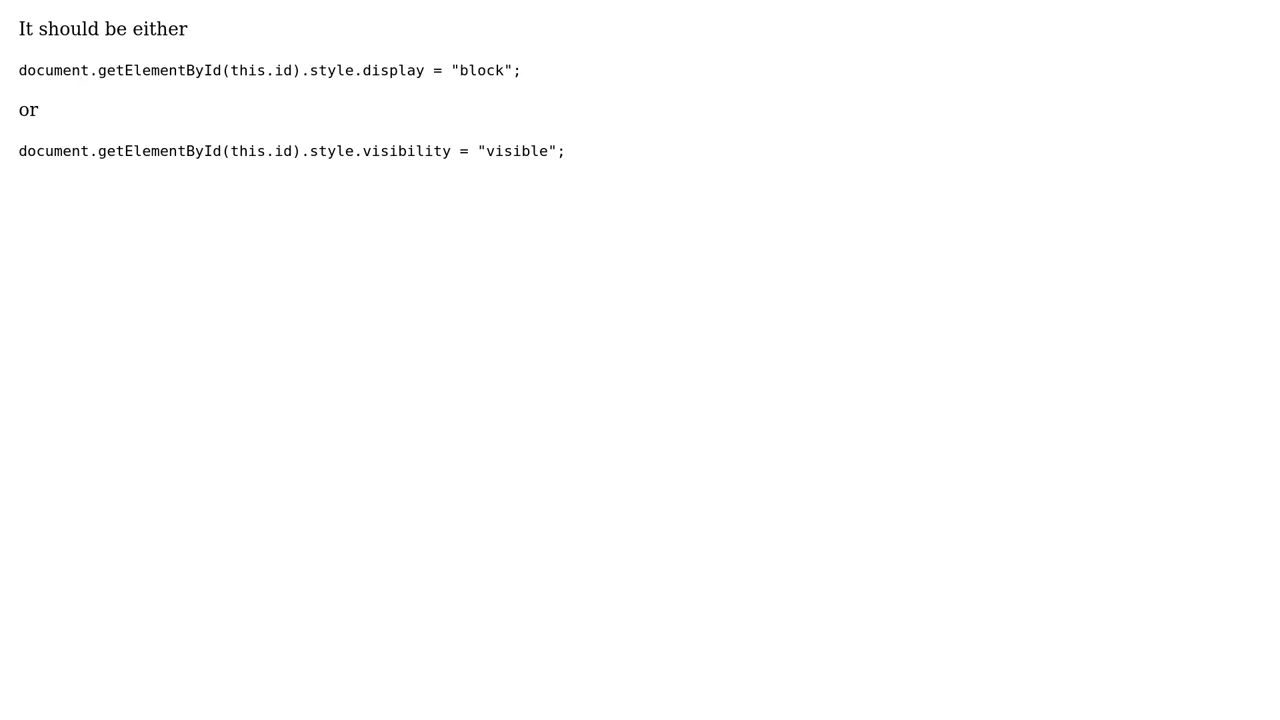 It should be either
document.getElementById(this.id).style.display = "block";
or
document.getElementById(this.id).style.visibility = "visible";